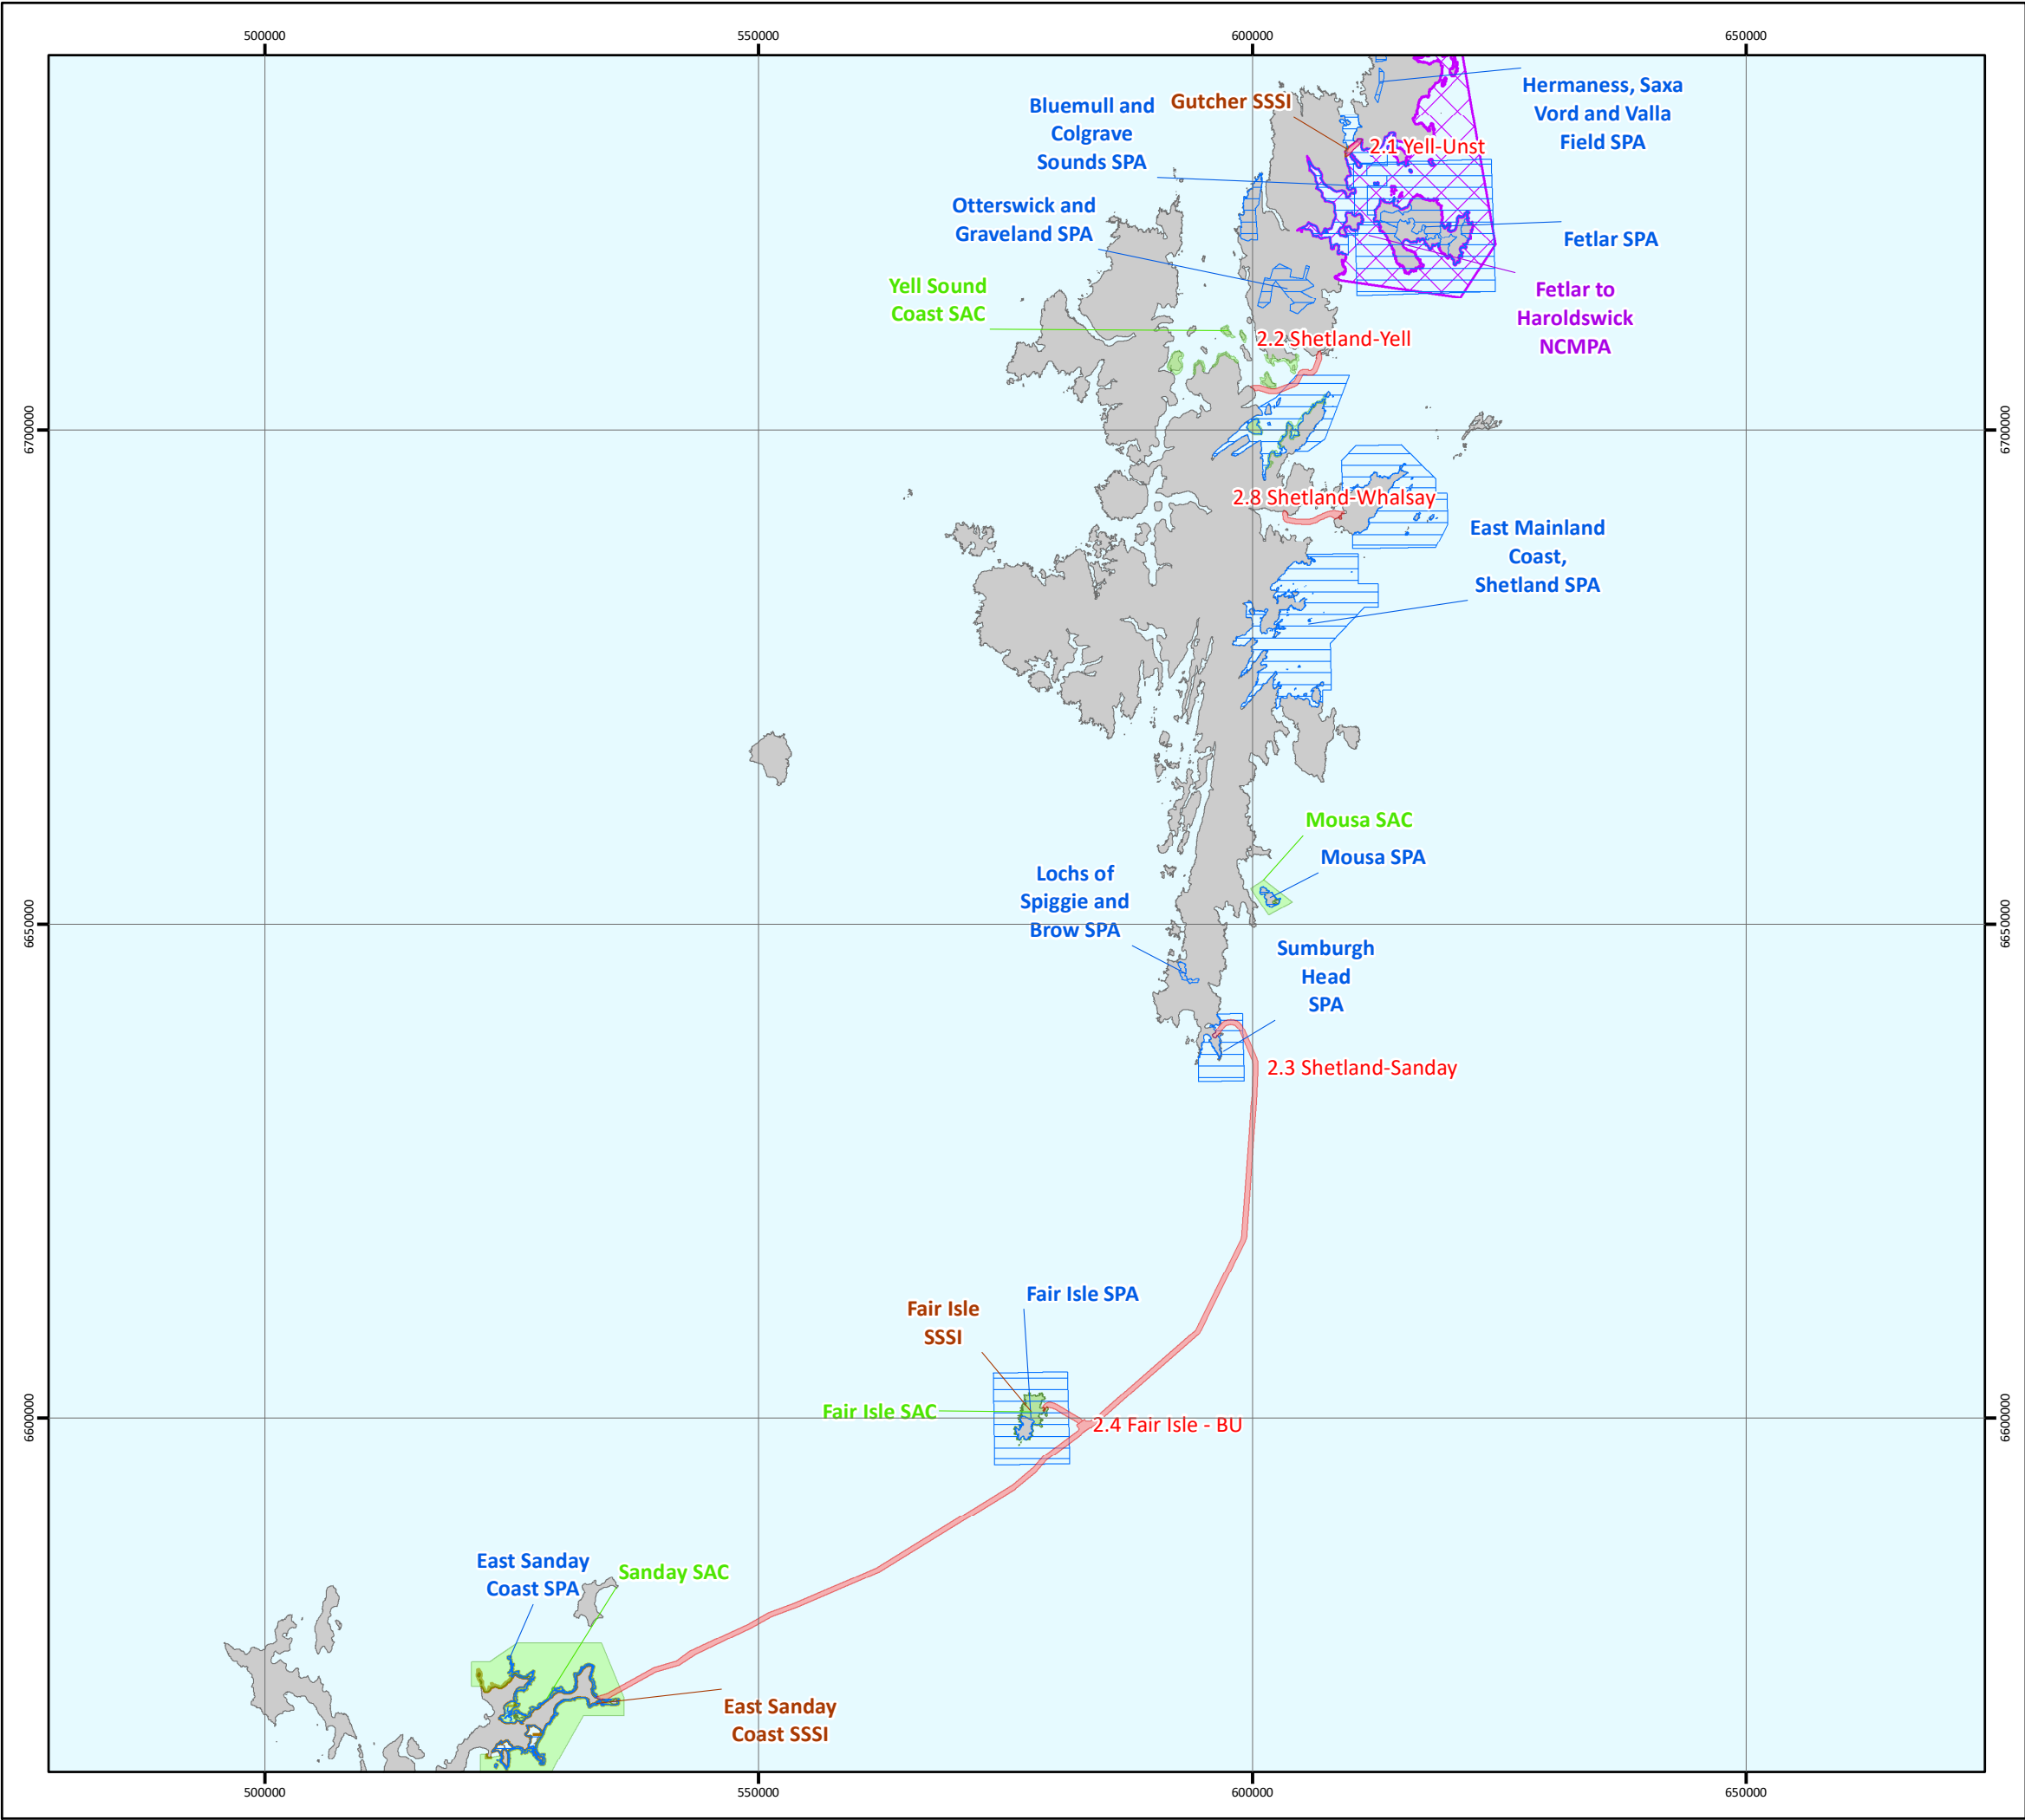 500000
550000
600000
650000
Hermaness, Saxa
Vord and Valla
Field SPA
Gutcher SSSI
Bluemull and
Colgrave
Sounds SPA
2.1 Yell-Unst
Otterswick and
Graveland SPA
Fetlar SPA
Yell Sound
Coast SAC
Fetlar to
Haroldswick
NCMPA
2.2 Shetland-Yell
6700000
6700000
2.8 Shetland-Whalsay
East Mainland
Coast,
Shetland SPA
Mousa SAC
Mousa SPA
Lochs of
Spiggie and
Brow SPA
6650000
6650000
Sumburgh
Head
SPA
2.3 Shetland-Sanday
Fair Isle SPA
Fair Isle
SSSI
Fair Isle SAC
2.4 Fair Isle - BU
6600000
6600000
East Sanday
Coast SPA
Sanday SAC
East Sanday
Coast SSSI
500000
550000
600000
650000